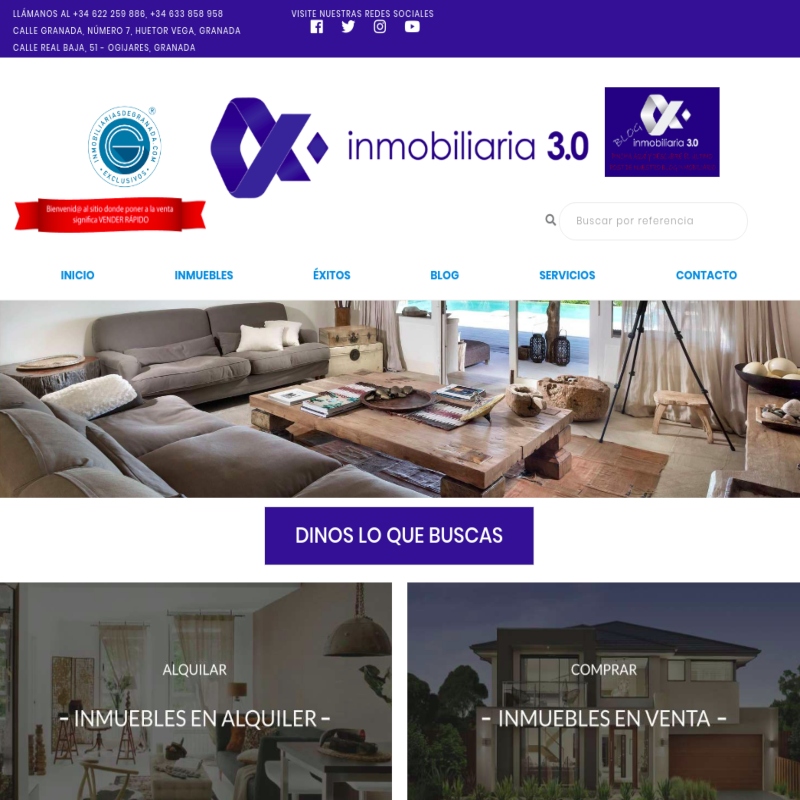 LLÁMANOS AL +34 622 259 886, +34 633 858 958
CALLE GRANADA, NÚMERO 7, HUETOR VEGA, GRANADA
CALLE REAL BAJA, 51 - OGIJARES, GRANADA
VISITE NUESTRAS REDES SOCIALES
INMOBILIARIASDEGRANADA.COM
• EXCLUSIVOS •
®
Bienvenid@ al sitio donde poner a la venta
significa VENDER RÁPIDO
inmobiliaria 3.0
BLOG
inmobiliaria 3.0
Buscar por referencia
INICIO
INMUEBLES
ÉXITOS
BLOG
SERVICIOS
CONTACTO
DINOS LO QUE BUSCAS
ALQUILAR
- INMUEBLES EN ALQUILER -
COMPRAR
- INMUEBLES EN VENTA -